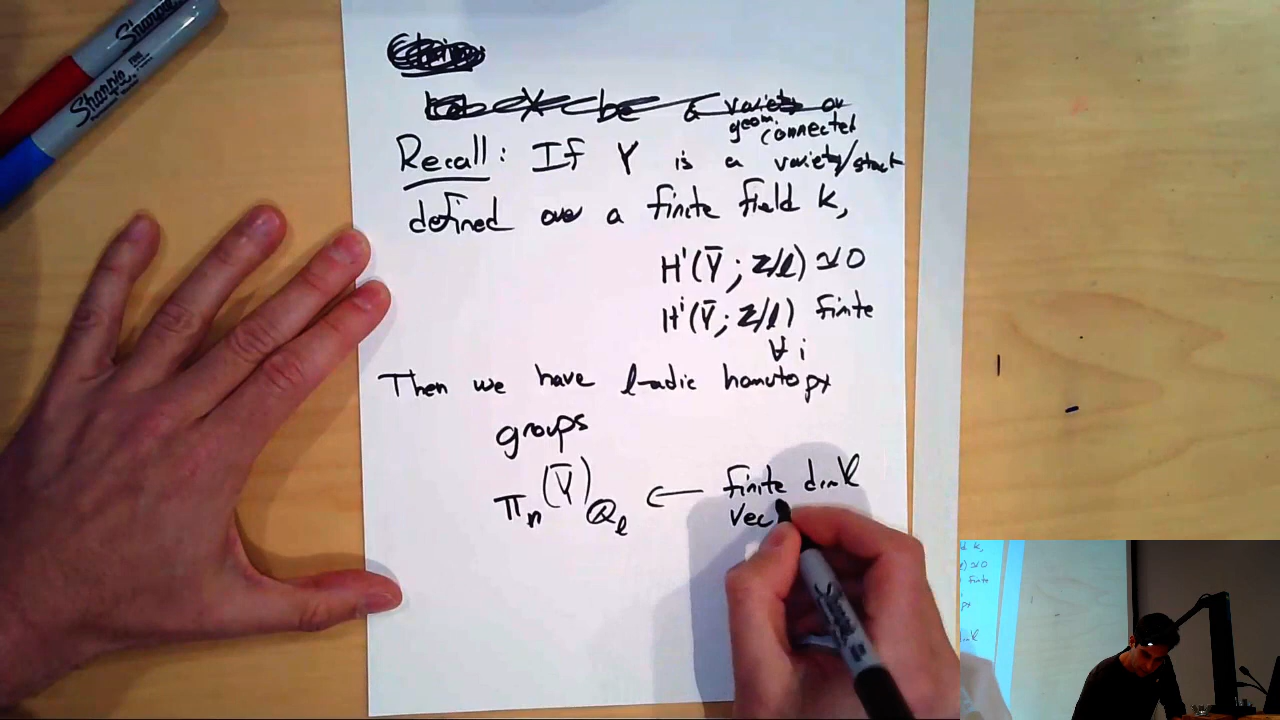 Recall: If Y is a geom. connected variety/stack
defined over a finite field k,
H¹(Ȳ; Z/ℓ) ≃ 0
Hⁱ(Ȳ; Z/ℓ) finite
∀ i
Then we have ℓ-adic homotopy
groups
πₙ(Ȳ)_Qℓ ← finite dim'l
vec
Sharpie
Sharpie